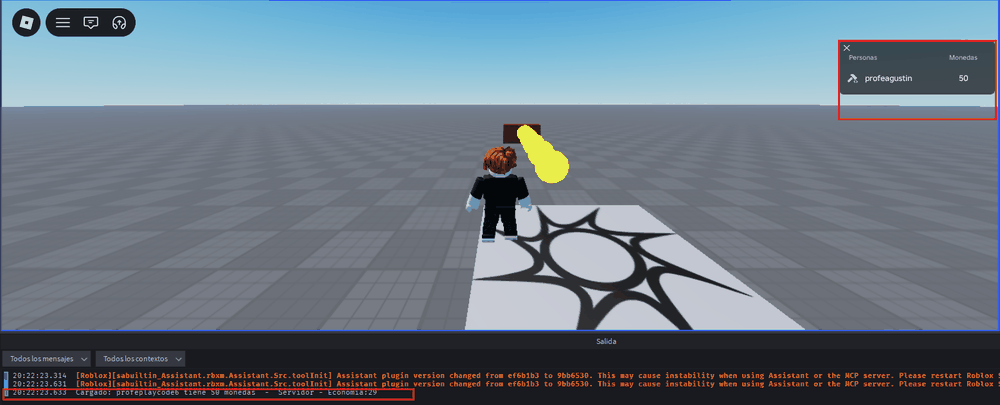 Personas Monedas
profeagustin 50
Salida
Todos los mensajes Todos los contextos
20:22:23.314 [Roblox][sabuiltin_Assistant.rbxm.Assistant.Src.toolInit] Assistant plugin version changed from ef6b1b3 to 9bb6530. This may cause instability when using Assistant or the MCP server. Please restart Roblox S
20:22:23.631 [Roblox][sabuiltin_Assistant.rbxm.Assistant.Src.toolInit] Assistant plugin version changed from ef6b1b3 to 9bb6530. This may cause instability when using Assistant or the MCP server. Please restart Roblox S
20:22:23.633 Cargado: profeplaycode6 tiene 50 monedas - Servidor - Economia:29